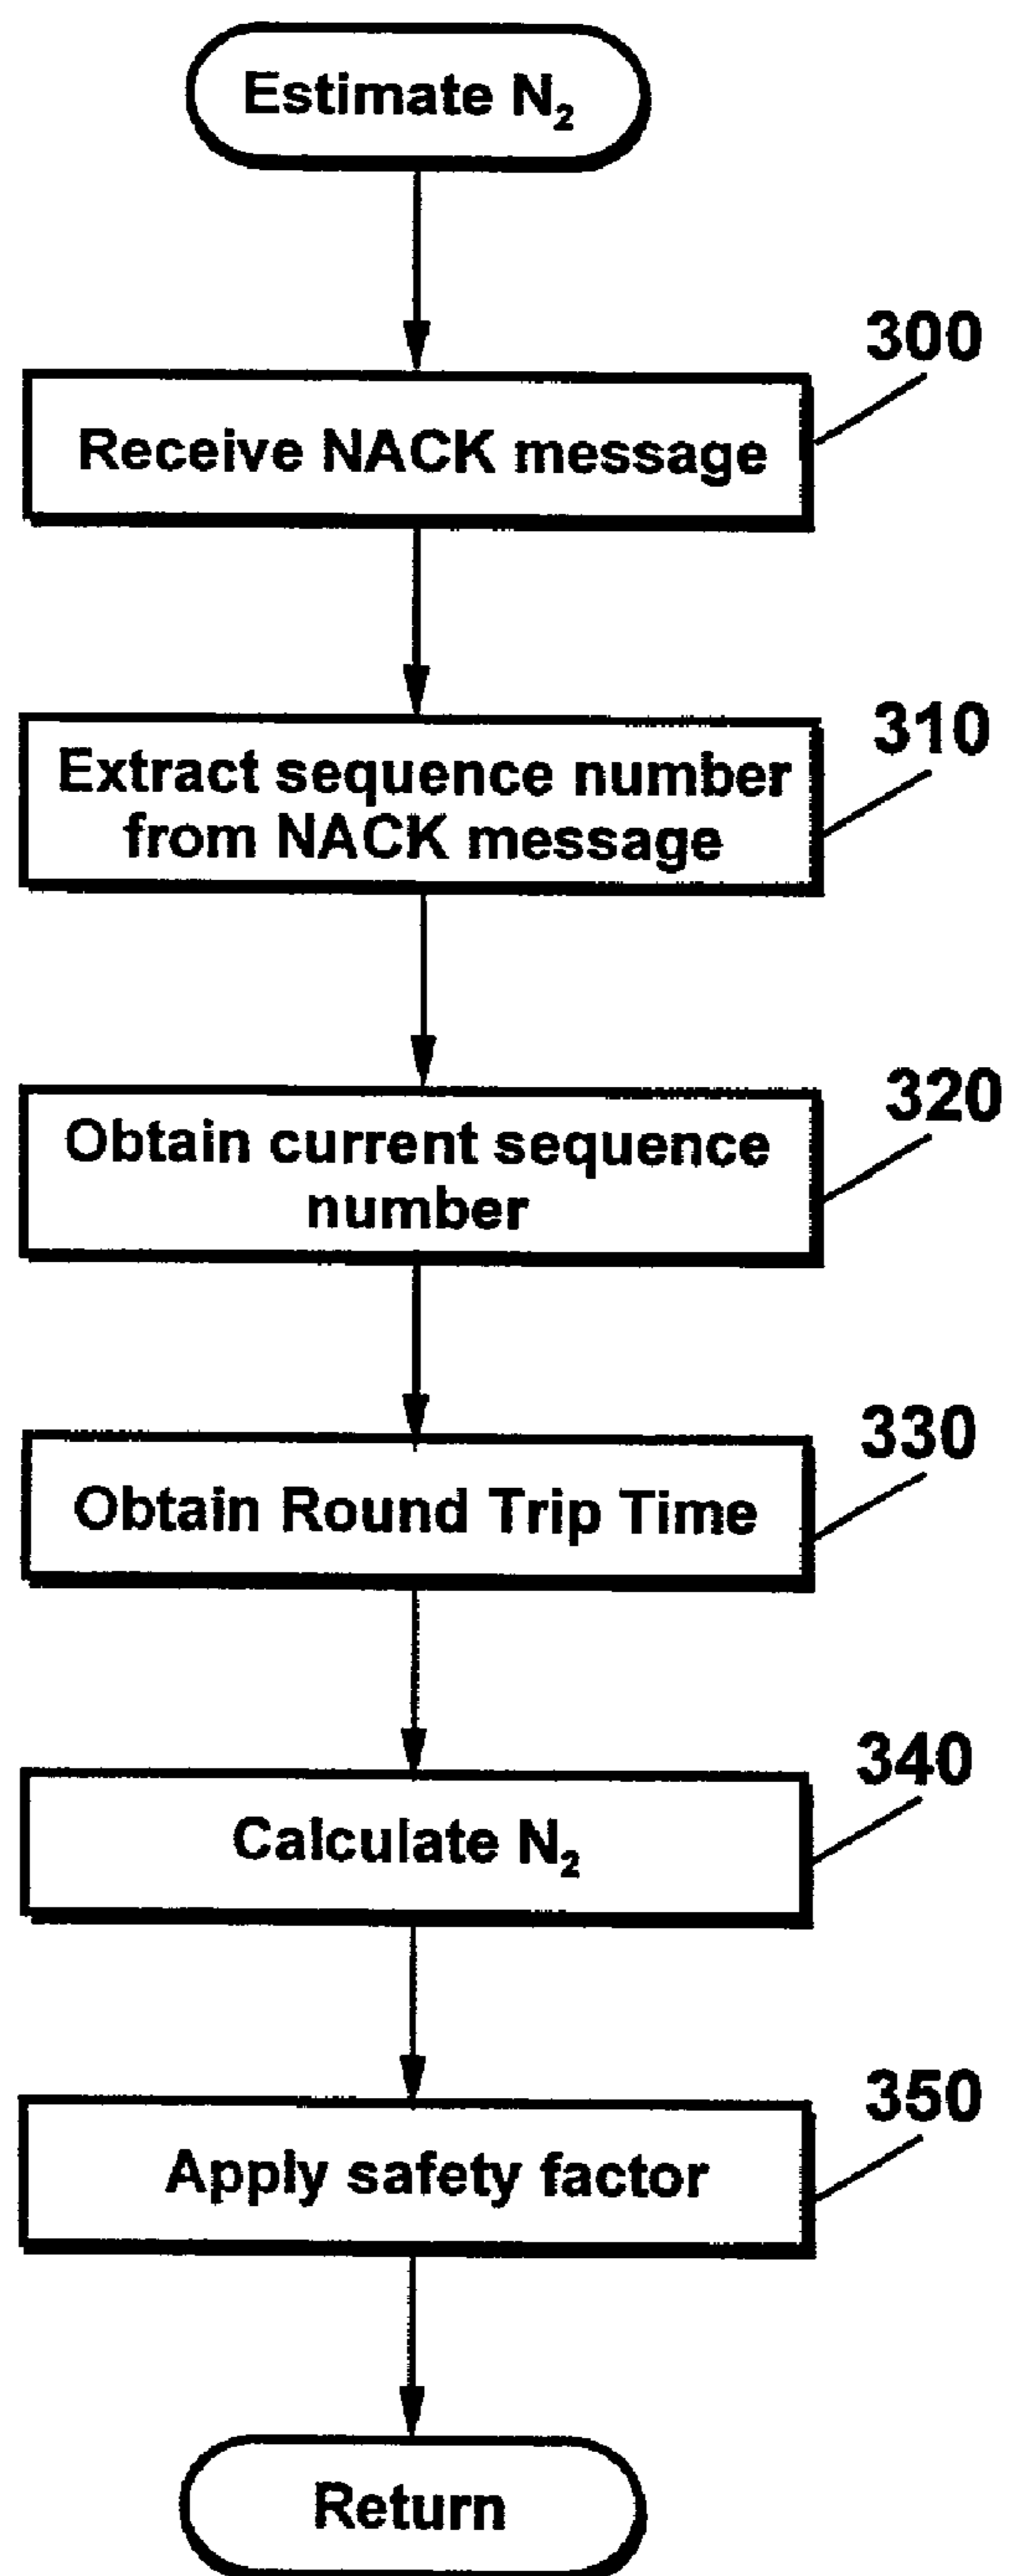 Estimate N₂
300
Receive NACK message
310
Extract sequence number
from NACK message
320
Obtain current sequence
number
330
Obtain Round Trip Time
340
Calculate N₂
350
Apply safety factor
Return